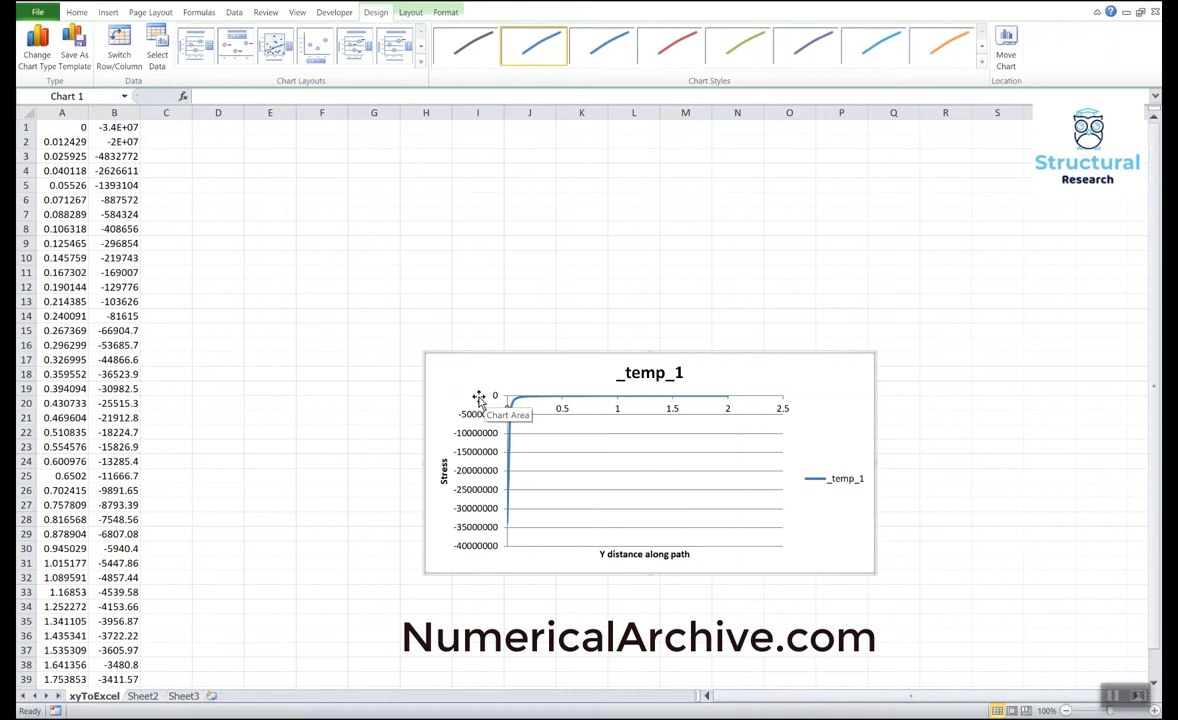 File Home Insert Page Layout Formulas Data Review View Developer Design Layout Format
Change Chart Type
Save As Template
Switch Row/Column
Select Data
Move Chart
Type Data Chart Layouts Chart Styles Location
Chart 1 fx
A B C D E F G H I J K L M N O P Q R S
1 0 -3.4E+07
2 0.012429 -2E+07
3 0.025925 -4832772
4 0.040118 -2626611
5 0.05526 -1393104
6 0.071267 -887572
7 0.088289 -584324
8 0.106318 -408656
9 0.125465 -296854
10 0.145759 -219743
11 0.167302 -169007
12 0.190144 -129776
13 0.214385 -103626
14 0.240091 -81615
15 0.267369 -66904.7
16 0.296299 -53685.7
17 0.326995 -44866.6
18 0.359552 -36523.9
19 0.394094 -30982.5
20 0.430733 -25515.3
21 0.469604 -21912.8
22 0.510835 -18224.7
23 0.554576 -15826.9
24 0.600976 -13285.4
25 0.6502 -11666.7
26 0.702415 -9891.65
27 0.757809 -8793.39
28 0.816568 -7548.56
29 0.878904 -6807.08
30 0.945029 -5940.4
31 1.015177 -5447.86
32 1.089591 -4857.44
33 1.16853 -4539.58
34 1.252272 -4153.66
35 1.341105 -3956.87
36 1.435341 -3722.22
37 1.535309 -3605.97
38 1.641356 -3480.8
39 1.753853 -3411.57
Structural
Research
_temp_1
0
0.5 1 1.5 2 2.5
Chart Area
-10000000
-15000000
-20000000
-25000000
-30000000
-35000000
-40000000
Stress
Y distance along path
_temp_1
NumericalArchive.com
xyToExcel Sheet2 Sheet3
Ready 100%